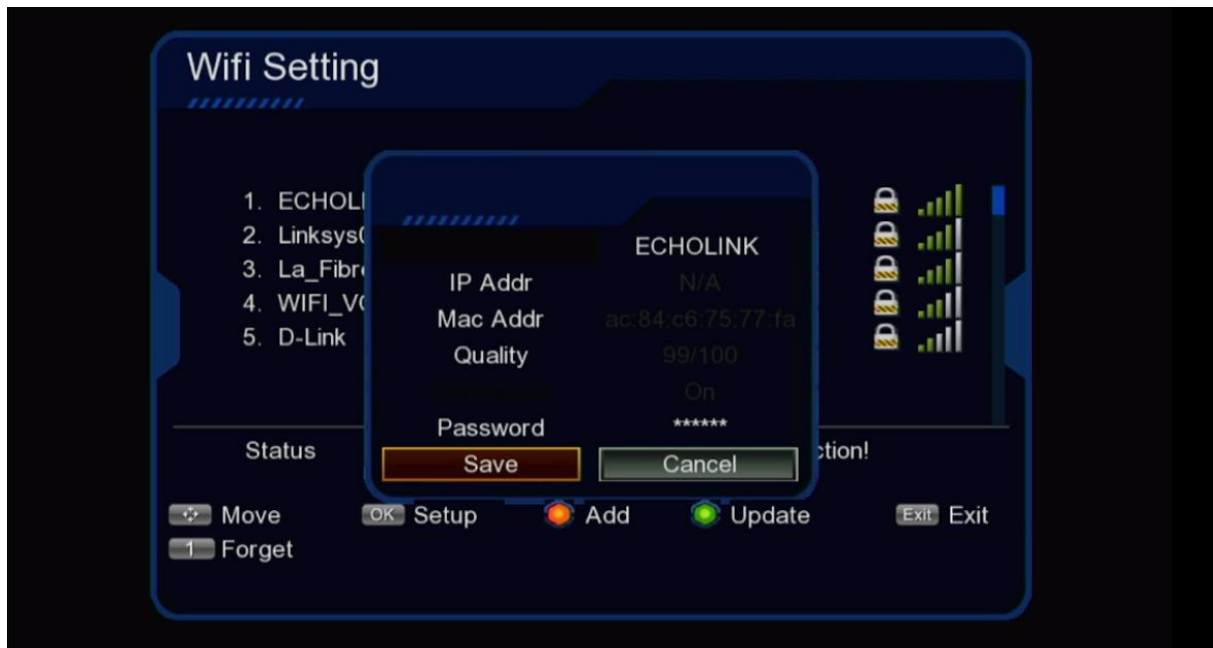 Wifi Setting
1. ECHOLI
2. Linksys
3. La_Fibre
4. WIFI_V
5. D-Link
ECHOLINK
IP Addr N/A
Mac Addr ac:84:c6:75:77:fa
Quality 99/100
On
Password ******
Save Cancel
Status ction!
Move OK Setup Add Update Exit Exit
1 Forget